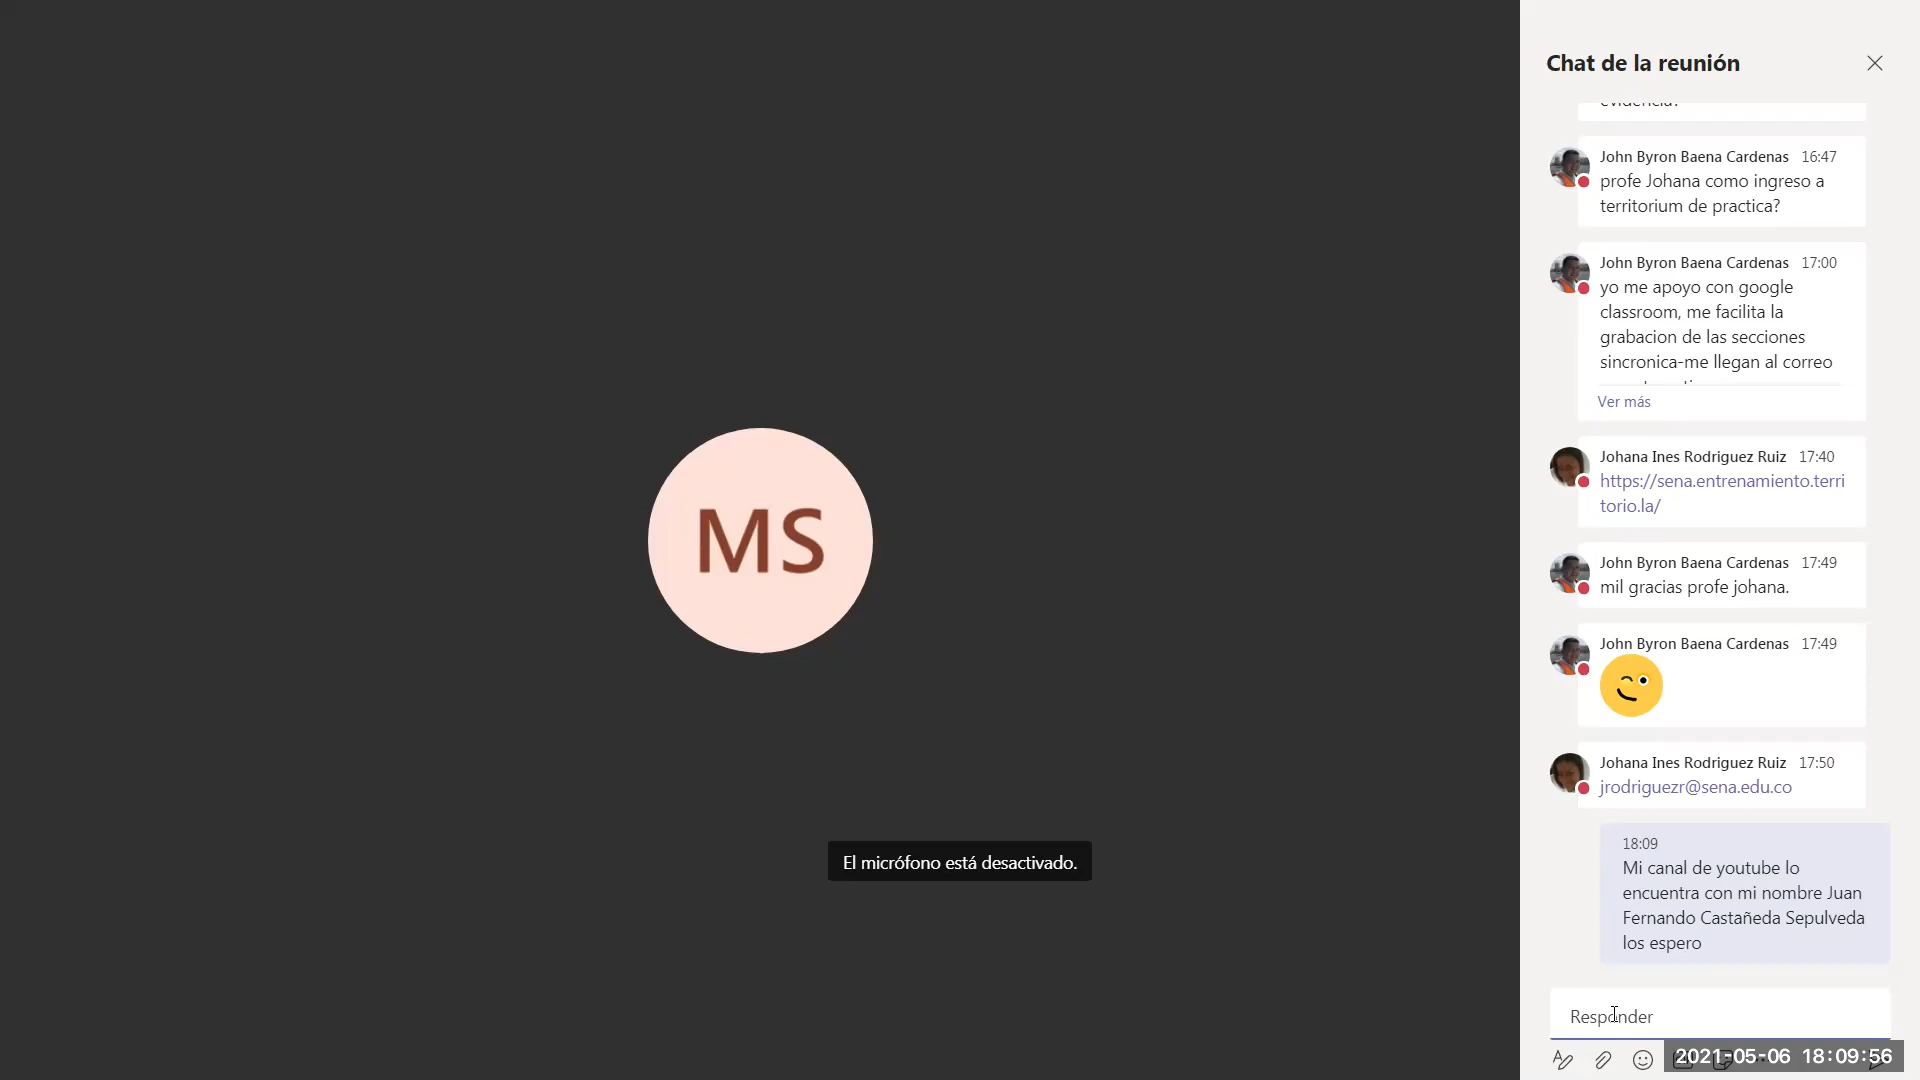 Chat de la reunión
evidencia?
John Byron Baena Cardenas 16:47
profe Johana como ingreso a
territorium de practica?
John Byron Baena Cardenas 17:00
yo me apoyo con google
classroom, me facilita la
grabacion de las secciones
sincronica-me llegan al correo
Ver más
Johana Ines Rodriguez Ruiz 17:40
https://sena.entrenamiento.terri
torio.la/
John Byron Baena Cardenas 17:49
mil gracias profe johana.
John Byron Baena Cardenas 17:49
Johana Ines Rodriguez Ruiz 17:50
jrodriguezr@sena.edu.co
MS
El micrófono está desactivado.
18:09
Mi canal de youtube lo
encuentra con mi nombre Juan
Fernando Castañeda Sepulveda
los espero
Responder
2021-05-06 18:09:56